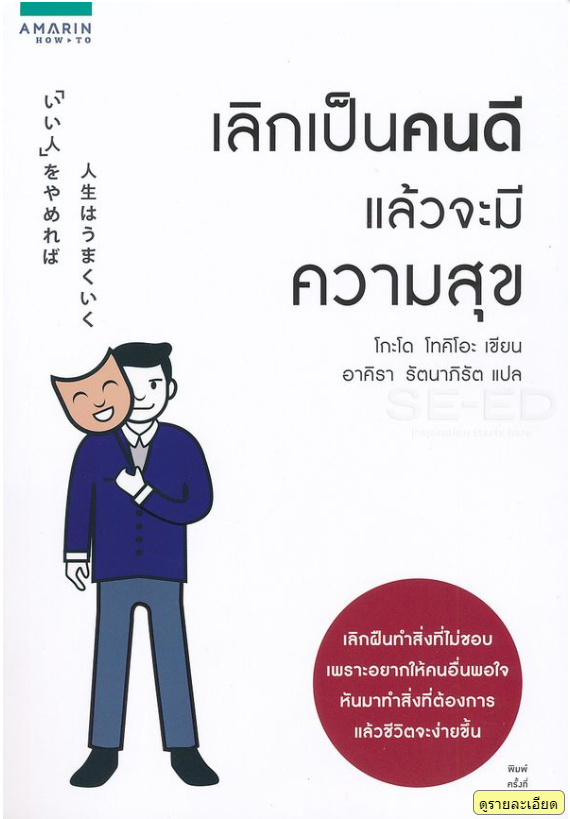 AMARIN
HOW TO
「いい人」をやめれば
人生はうまくいく
เลิกเป็นคนดี
แล้วจะมี
ความสุข
โกะโด โทคิโอะ เขียน
อาคิรา รัตนาภิรัต แปล
SE-ED
เลิกฝืนทำสิ่งที่ไม่ชอบ
เพราะอยากให้คนอื่นพอใจ
หันมาทำสิ่งที่ต้องการ
แล้วชีวิตจะง่ายขึ้น
พิมพ์
ครั้งที่
ดูรายละเอียด